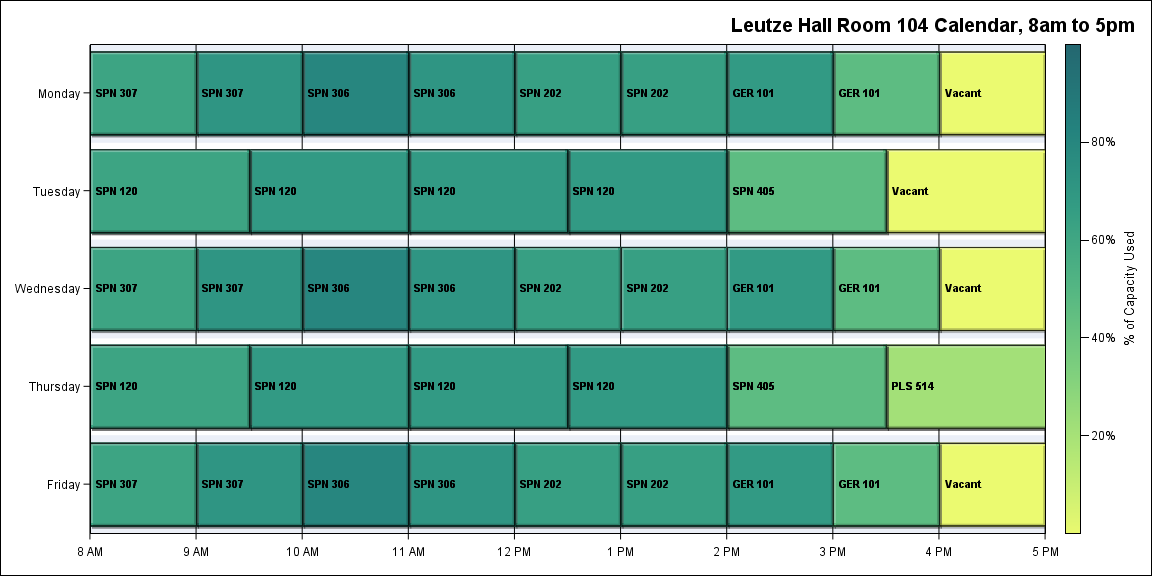 Leutze Hall Room 104 Calendar, 8am to 5pm
Monday
SPN 307
SPN 307
SPN 306
SPN 306
SPN 202
SPN 202
GER 101
GER 101
Vacant
Tuesday
SPN 120
SPN 120
SPN 120
SPN 120
SPN 405
Vacant
Wednesday
SPN 307
SPN 307
SPN 306
SPN 306
SPN 202
SPN 202
GER 101
GER 101
Vacant
Thursday
SPN 120
SPN 120
SPN 120
SPN 120
SPN 405
PLS 514
Friday
SPN 307
SPN 307
SPN 306
SPN 306
SPN 202
SPN 202
GER 101
GER 101
Vacant
8 AM
9 AM
10 AM
11 AM
12 PM
1 PM
2 PM
3 PM
4 PM
5 PM
80%
60%
40%
20%
% of Capacity Used